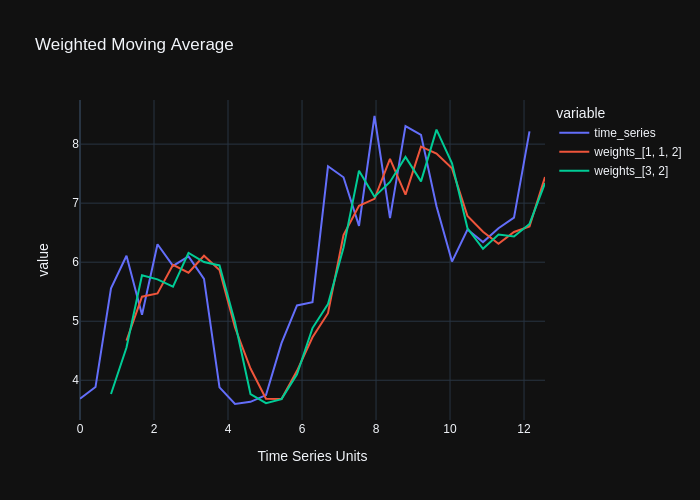 Weighted Moving Average
variable
time_series
weights_[1, 1, 2]
weights_[3, 2]
value
8
7
6
5
4
0 2 4 6 8 10 12
Time Series Units